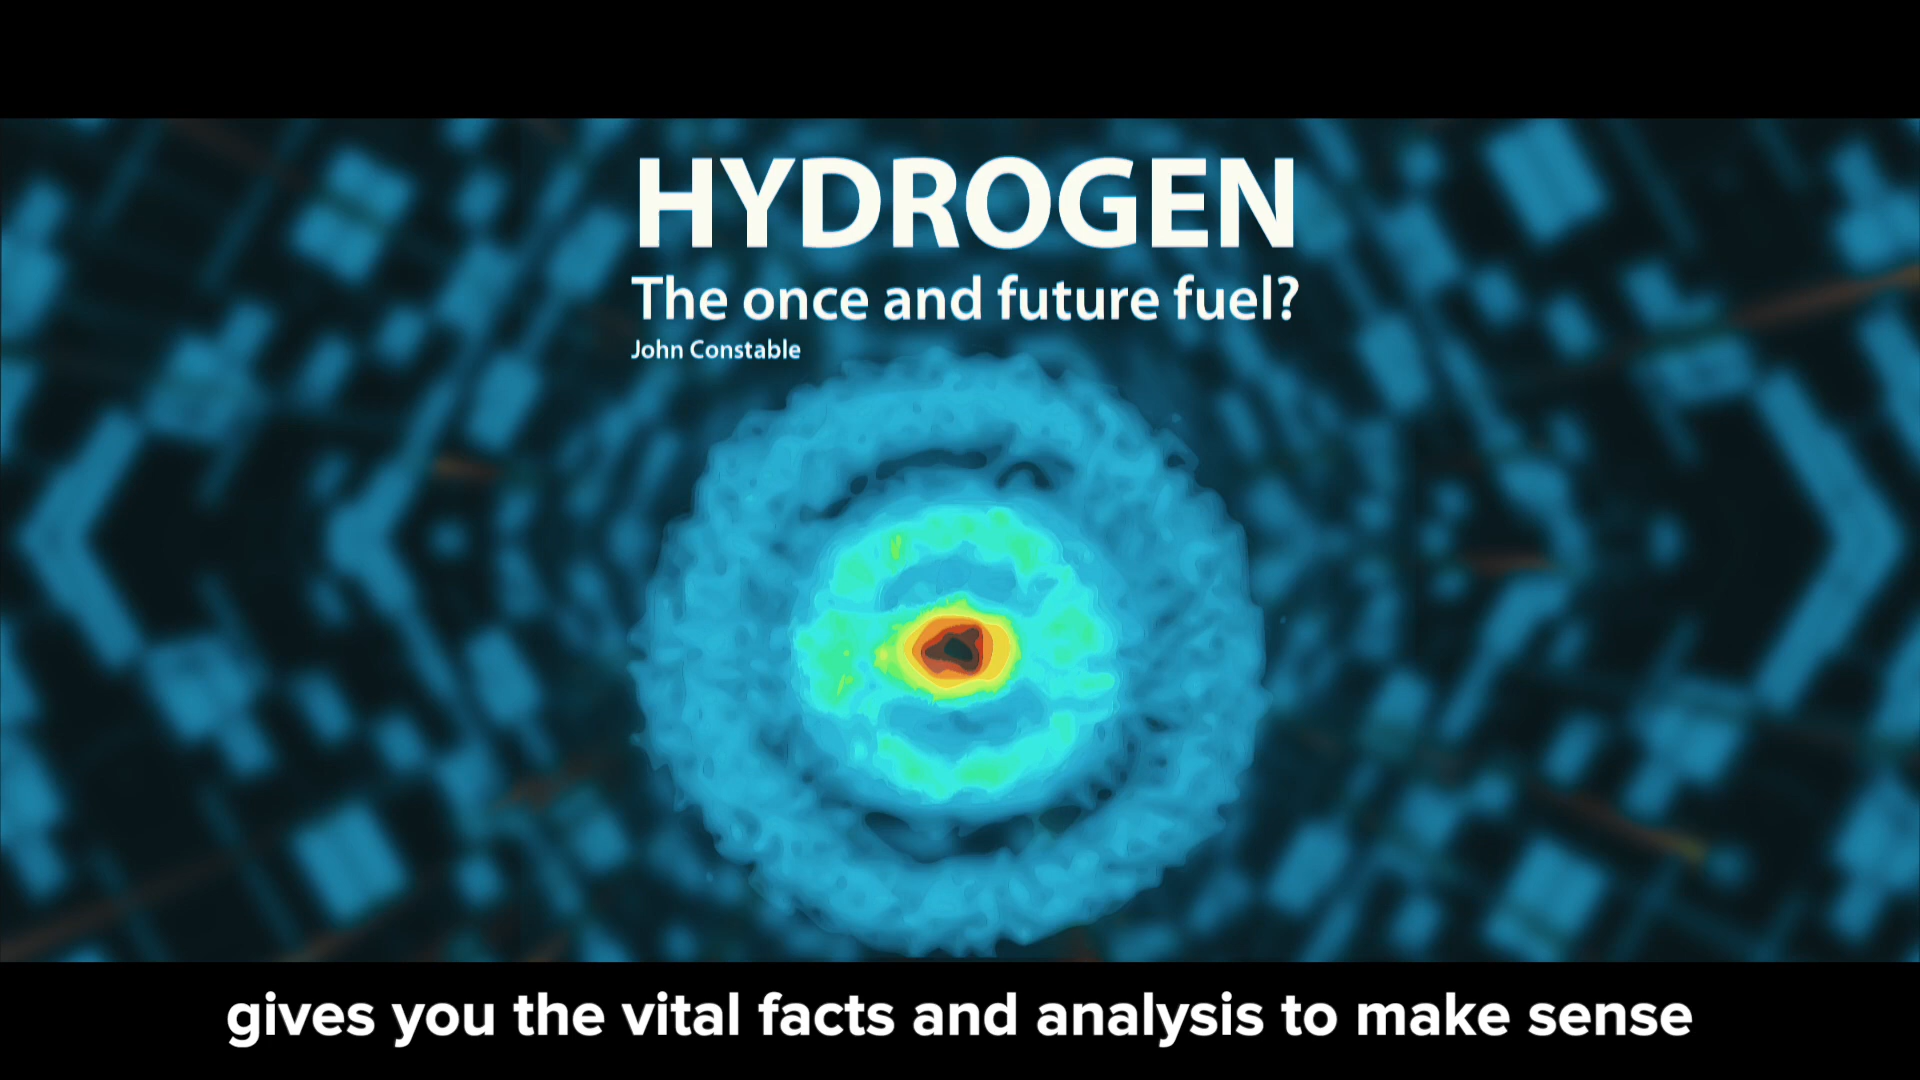 HYDROGEN
The once and future fuel?
John Constable
gives you the vital facts and analysis to make sense